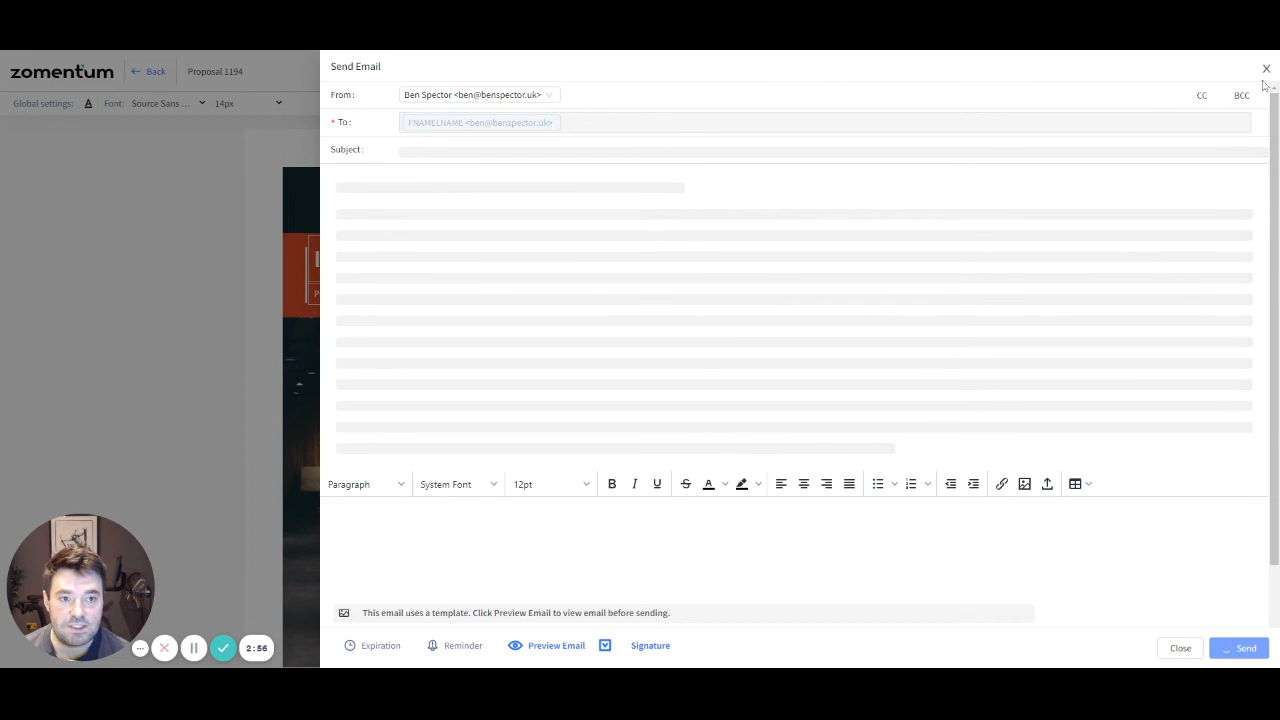 Send Email
zomentum
Back
Proposal 1194
From:
Ben Spector <ben@benspector.uk>
CC
BCC
Global settings:
A
Font:
Source Sans ...
14px
* To:
FNAMELNAME <ben@benspector.uk>
Subject:
P
Paragraph
System Font
12pt
B
I
U
S
A
This email uses a template. Click Preview Email to view email before sending.
Expiration
Reminder
Preview Email
Signature
Close
Send
2:56